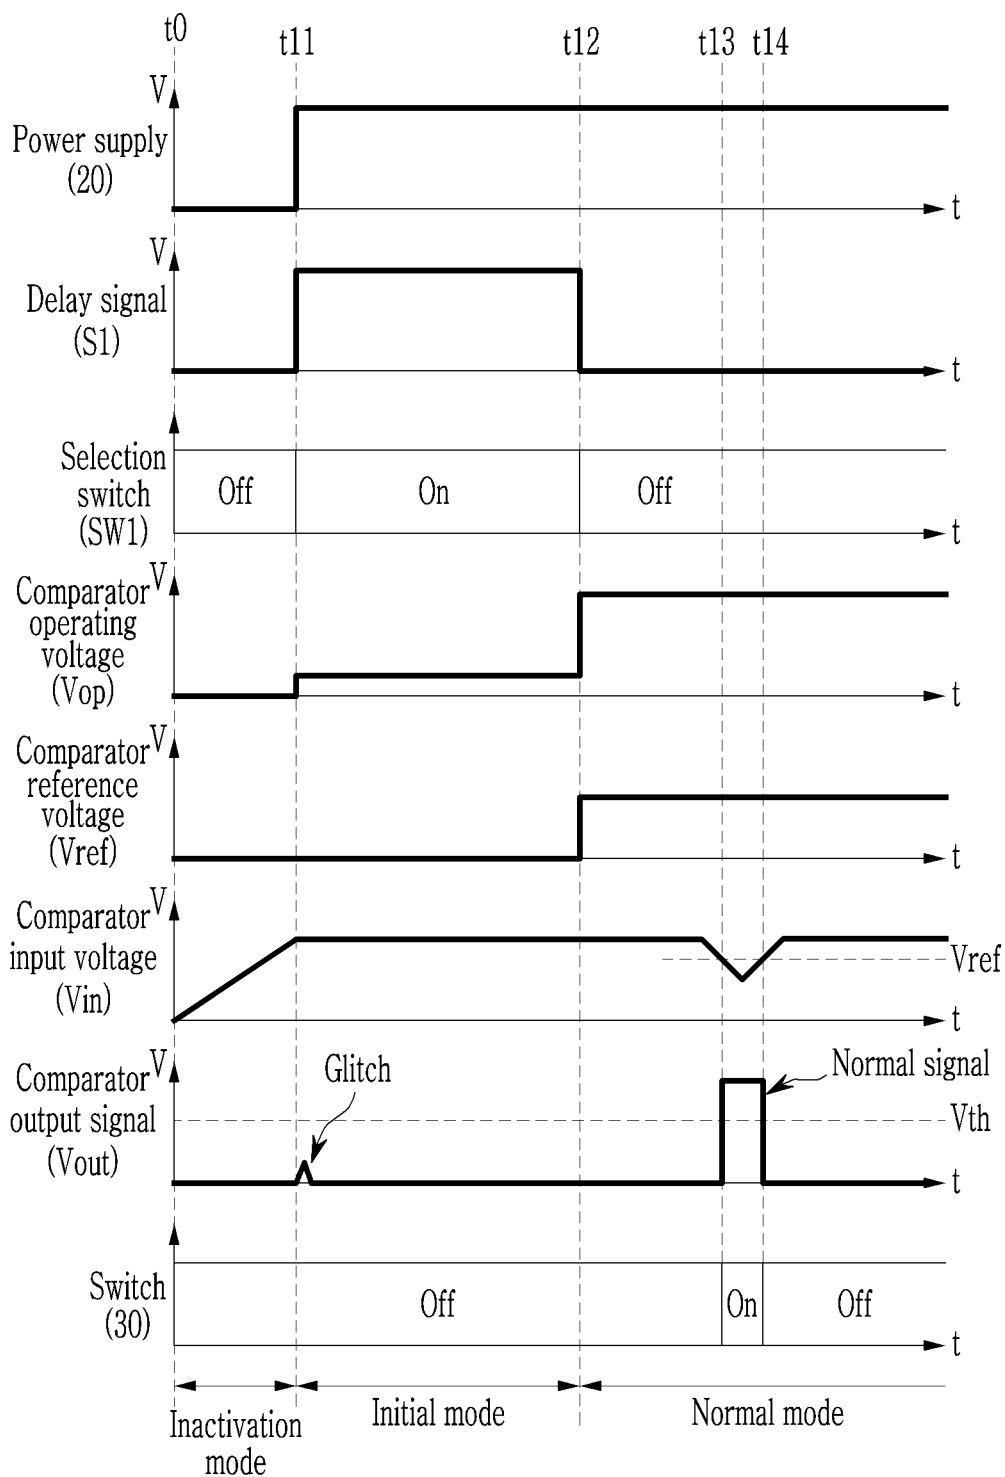 t0
t11
t12
t13
t14
V
Power supply
(20)
t
V
Delay signal
(S1)
t
Selection
switch
(SW1)
Off
On
Off
t
V
Comparator
operating
voltage
(Vop)
t
V
Comparator
reference
voltage
(Vref)
t
V
Comparator
input voltage
(Vin)
Vref
t
V
Comparator
output signal
(Vout)
Glitch
Normal signal
Vth
t
Switch
(30)
Off
On
Off
t
Inactivation
mode
Initial mode
Normal mode